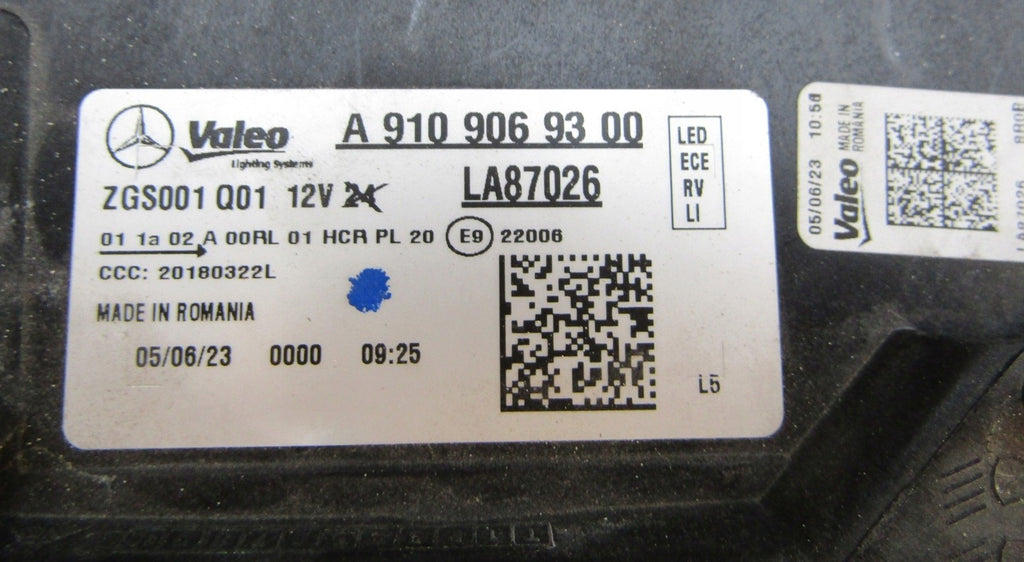 Valeo
Lighting Systems
A 910 906 93 00
LA87026
LED
ECE
RV
LI
ZGS001 Q01 12V 24
01 1a 02 A 00RL 01 HCR PL 20 E9 22006
CCC: 20180322L
MADE IN ROMANIA
05/06/23 0000 09:25
L5
05/06/23 10:56
Valeo
MADE IN
ROMANIA
LA87026